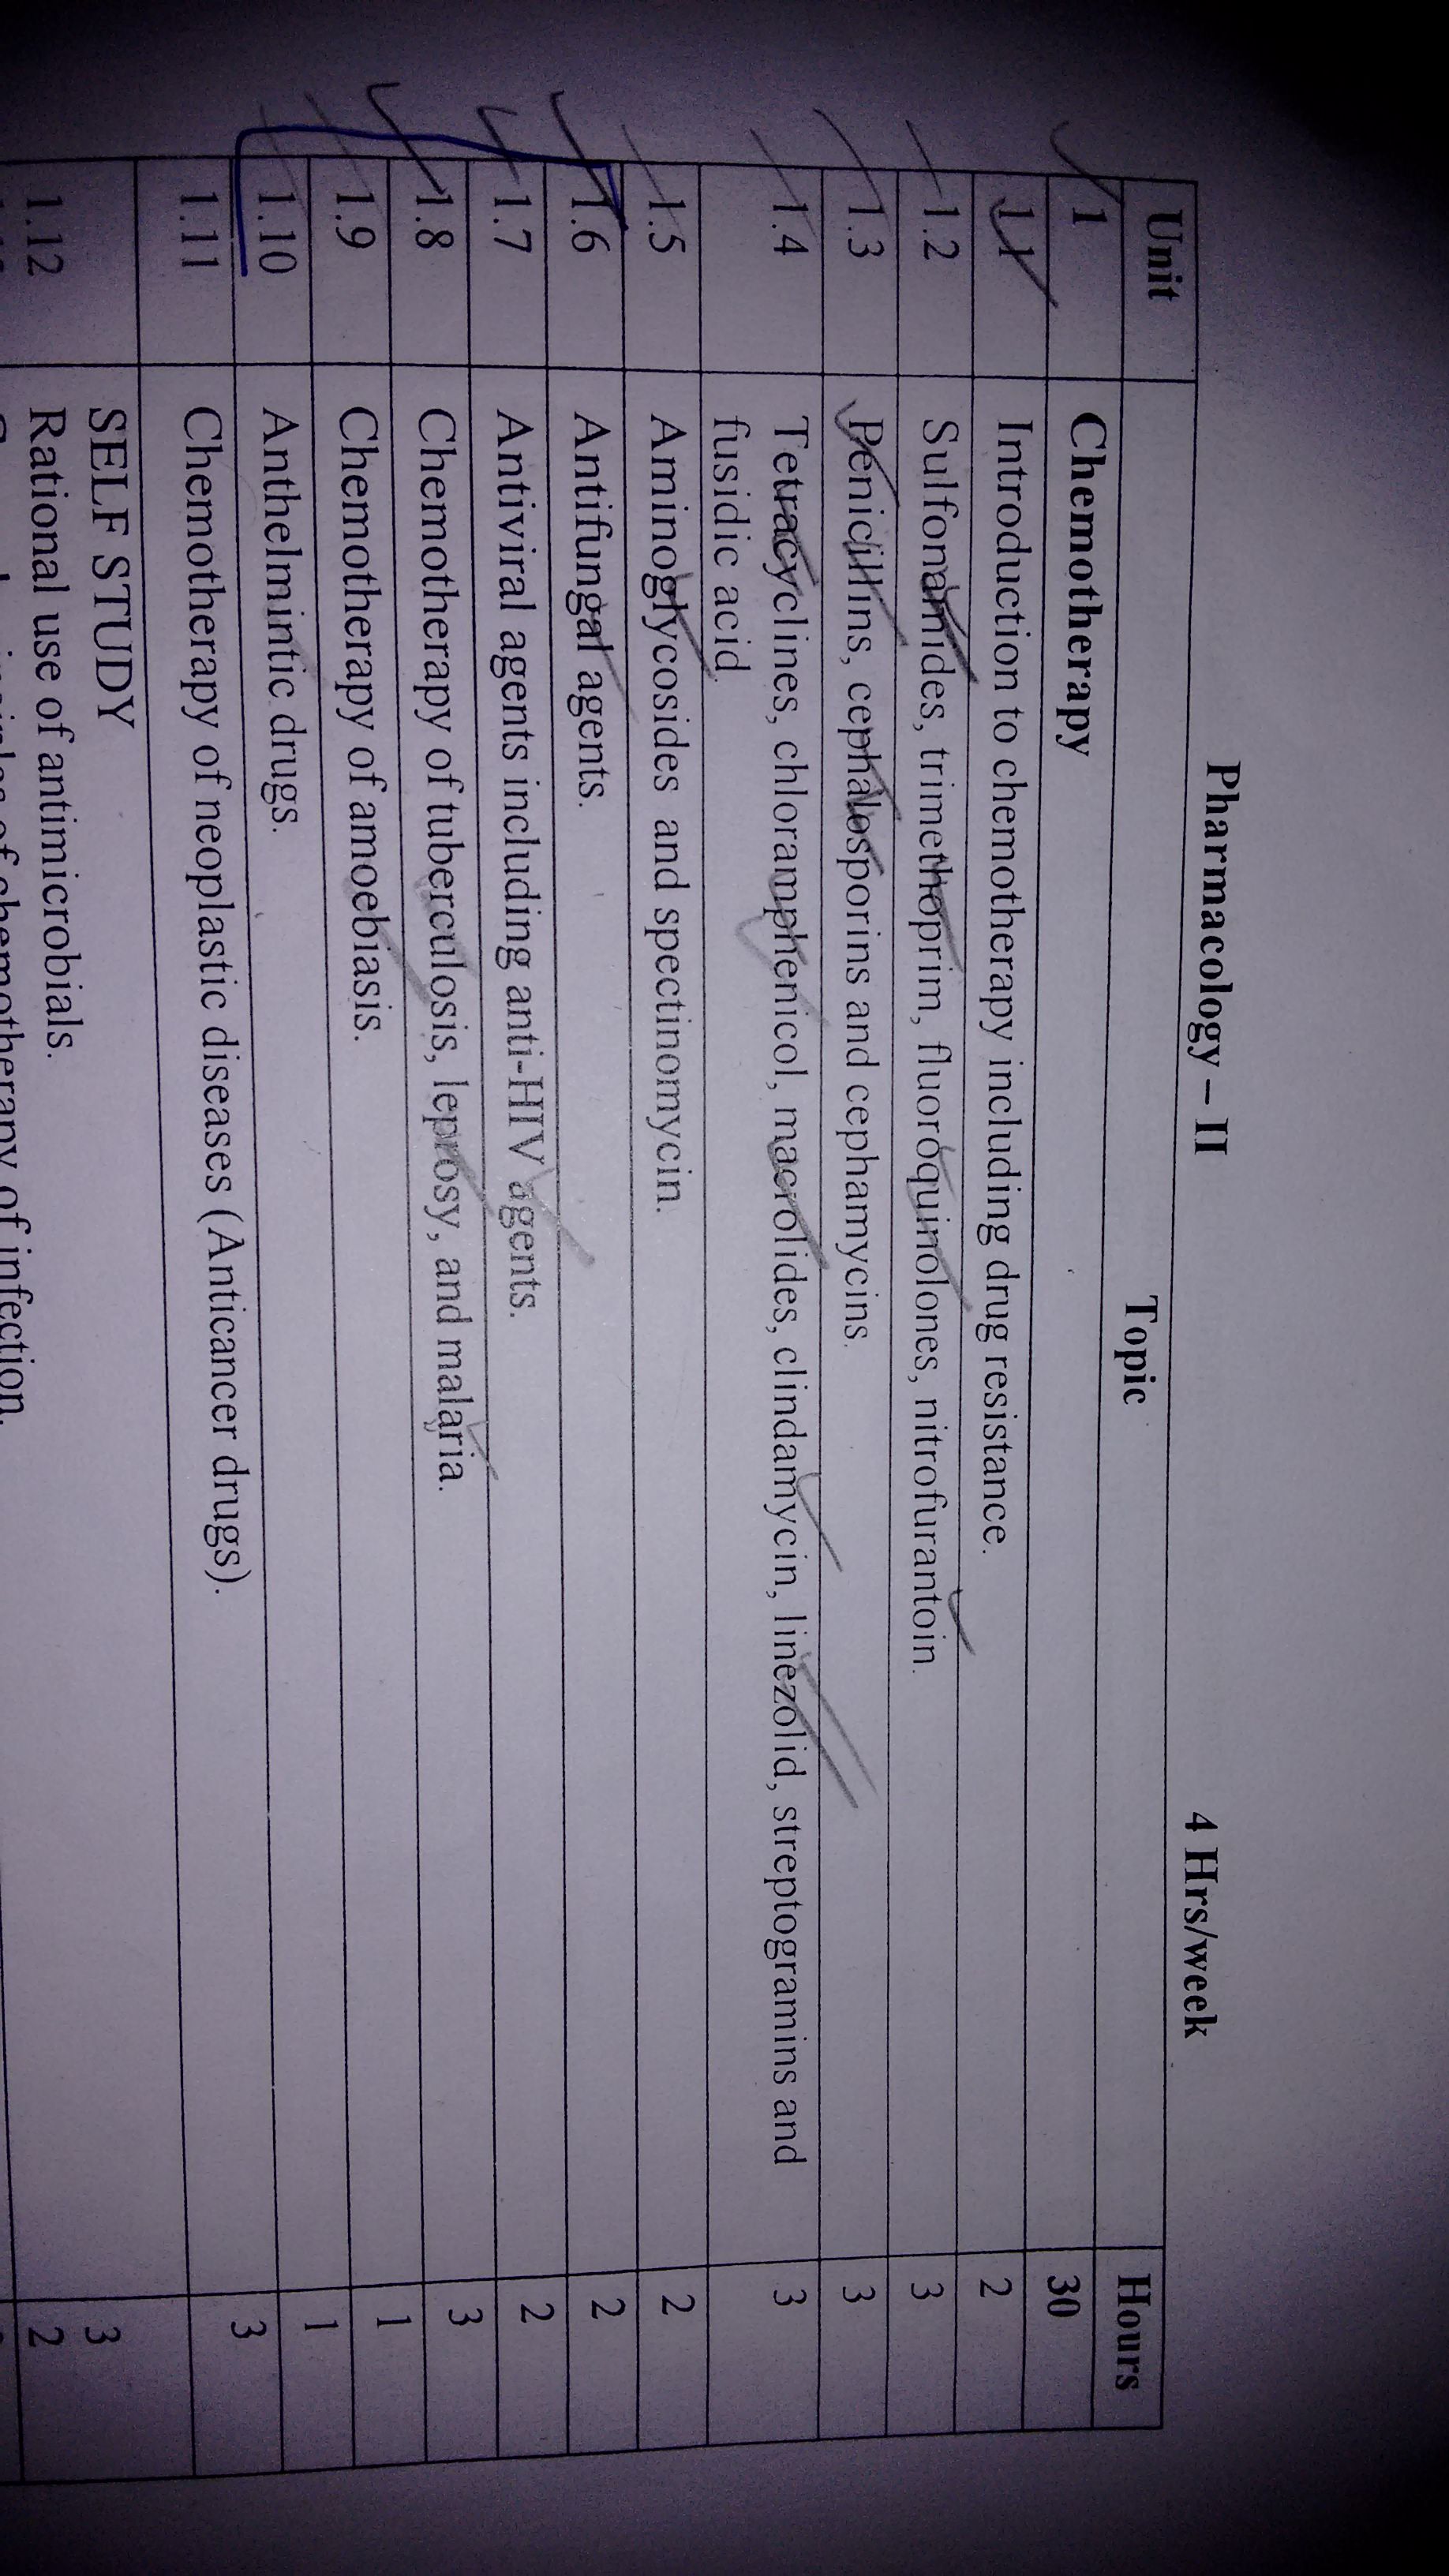 Pharmacology – II 4 Hrs/week
Unit Topic Hours
1 Chemotherapy 30
1.1 Introduction to chemotherapy including drug resistance. 2
1.2 Sulfonamides, trimethoprim, fluoroquinolones, nitrofurantoin. 3
1.3 Penicillins, cephalosporins and cephamycins. 3
1.4 Tetracyclines, chloramphenicol, macrolides, clindamycin, linezolid, streptogramins and 3
fusidic acid.
1.5 Aminoglycosides and spectinomycin. 2
1.6 Antifungal agents. 2
1.7 Antiviral agents including anti-HIV agents. 2
1.8 Chemotherapy of tuberculosis, leprosy, and malaria. 3
1.9 Chemotherapy of amoebiasis. 1
1.10 Anthelmintic drugs. 1
1.11 Chemotherapy of neoplastic diseases (Anticancer drugs). 3
SELF STUDY 3
1.12 Rational use of antimicrobials. 2
of chemotherapy of infection.